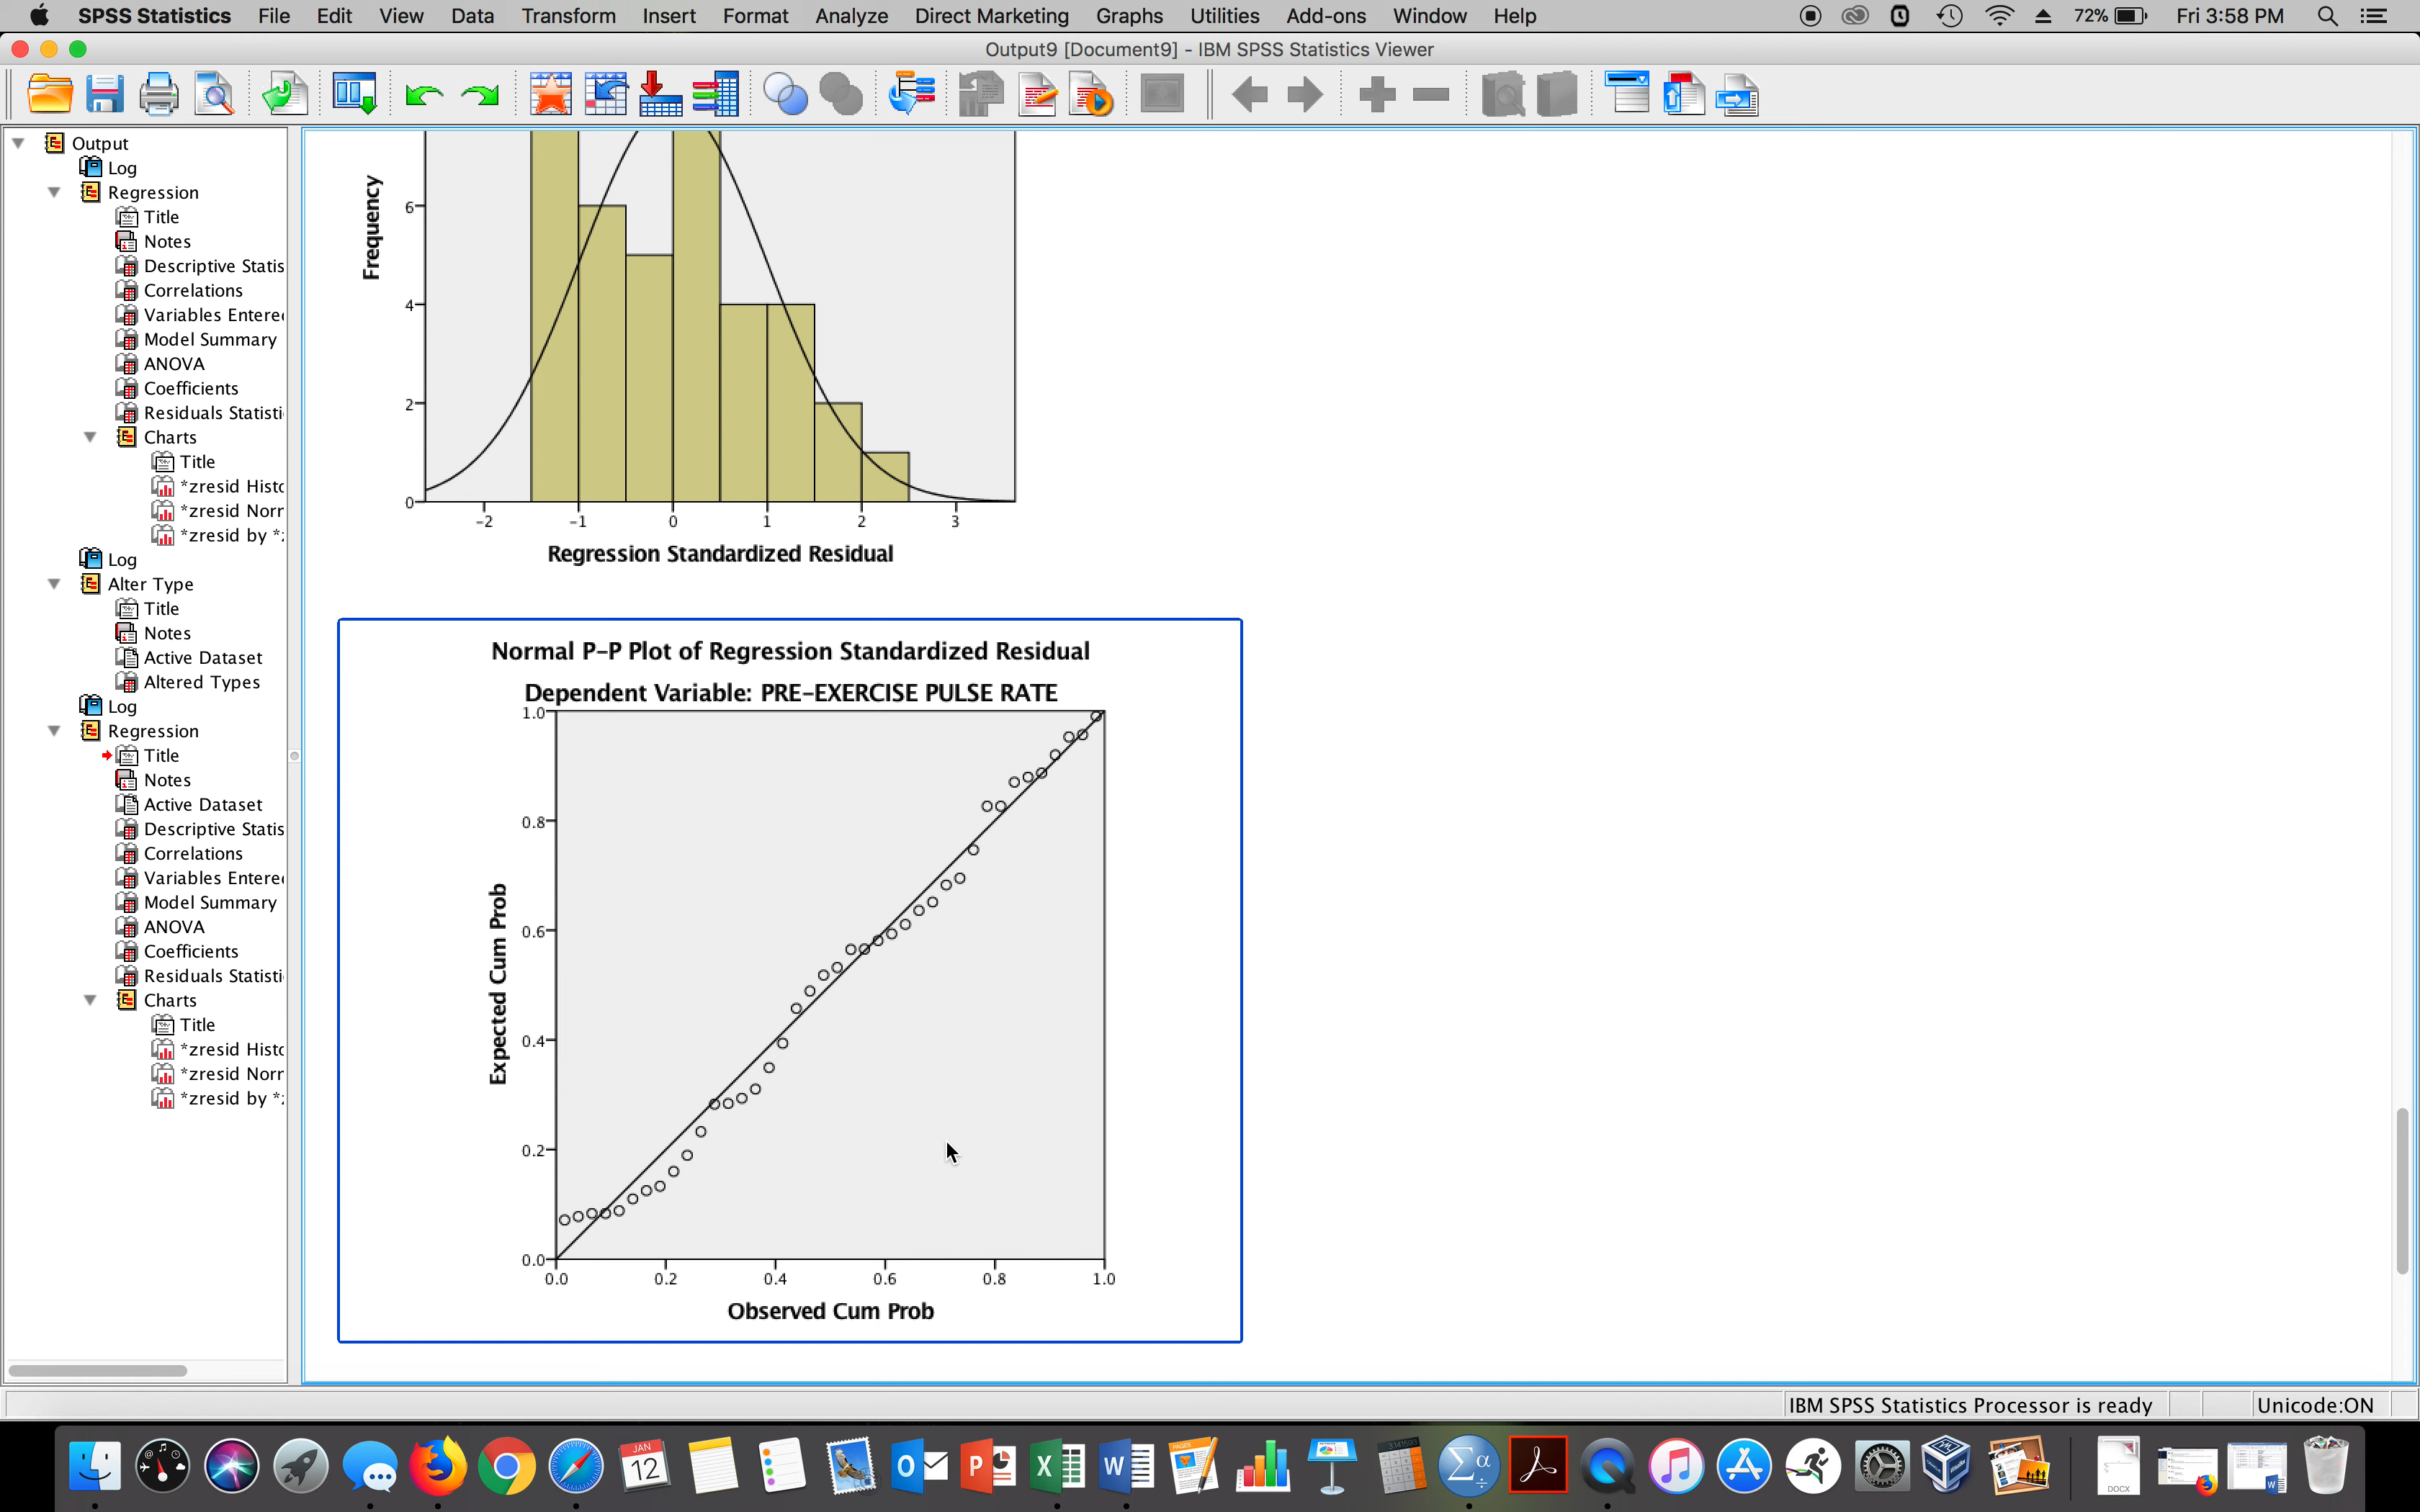 SPSS Statistics File Edit View Data Transform Insert Format Analyze Direct Marketing Graphs Utilities Add-ons Window Help 72% Fri 3:58 PM
Output9 [Document9] - IBM SPSS Statistics Viewer
Output
Log
Regression
Title
Notes
Descriptive Statis
Correlations
Variables Entere
Model Summary
ANOVA
Coefficients
Residuals Statisti
Charts
Title
*zresid Histo
*zresid Norr
*zresid by *:
Log
Alter Type
Title
Notes
Active Dataset
Altered Types
Log
Regression
Title
Notes
Active Dataset
Descriptive Statis
Correlations
Variables Entere
Model Summary
ANOVA
Coefficients
Residuals Statisti
Charts
Title
*zresid Histo
*zresid Norr
*zresid by *:
Frequency
6
4
2
0
-2 -1 0 1 2 3
Regression Standardized Residual
Normal P-P Plot of Regression Standardized Residual
Dependent Variable: PRE-EXERCISE PULSE RATE
Expected Cum Prob
1.0
0.8
0.6
0.4
0.2
0.0
0.0 0.2 0.4 0.6 0.8 1.0
Observed Cum Prob
IBM SPSS Statistics Processor is ready Unicode:ON
JAN
12
PAGES
DOCX